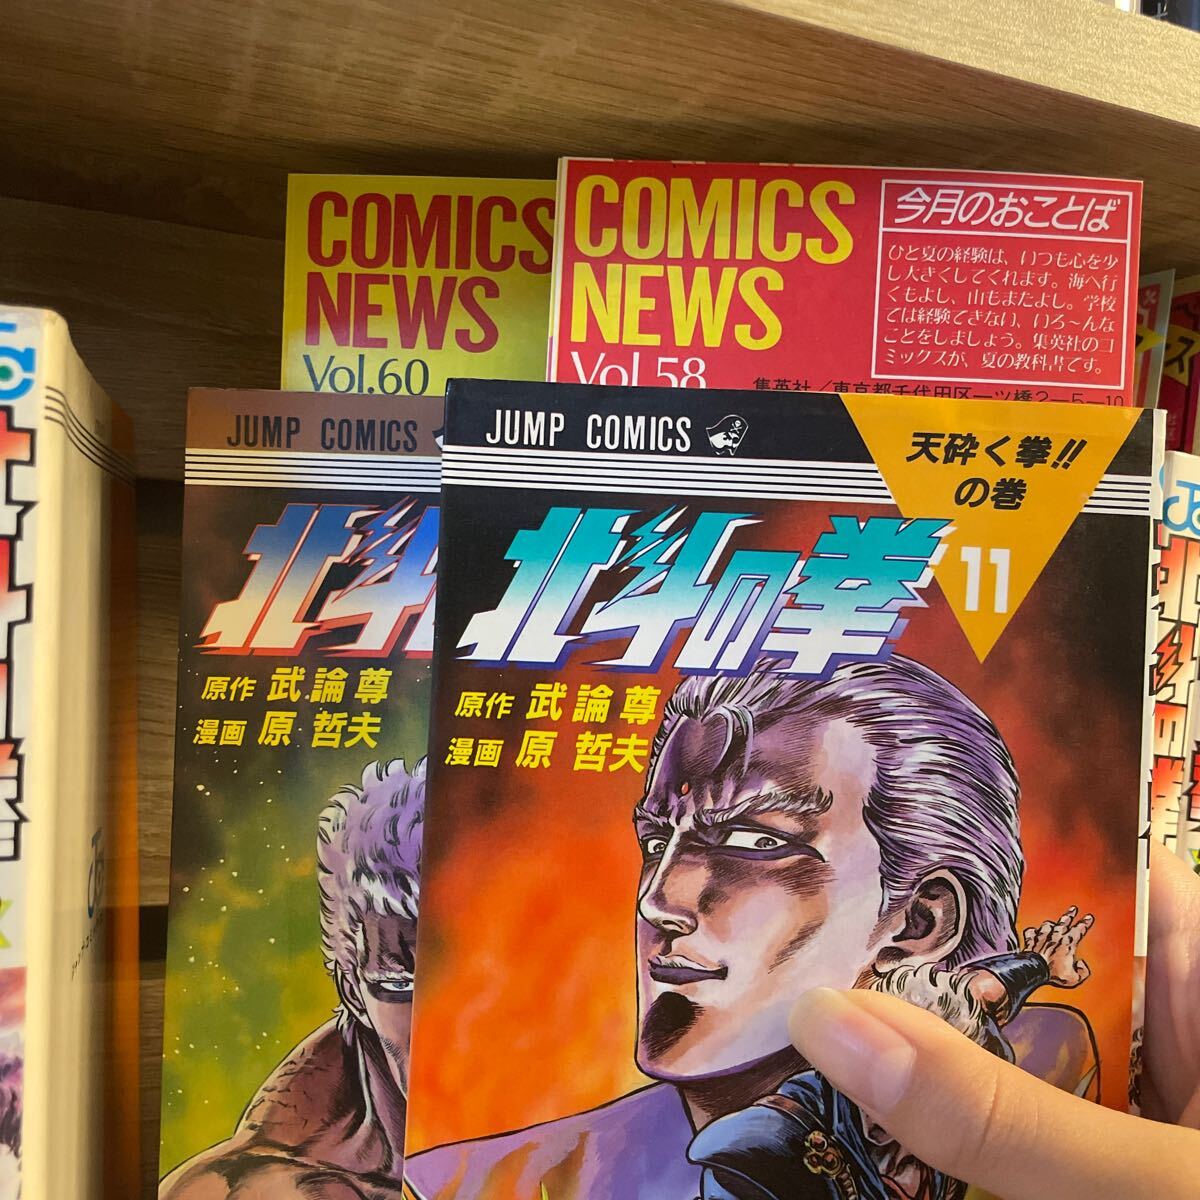 COMICS
NEWS
Vol.60
COMICS
NEWS
Vol.58
今月のおことば
ひと夏の経験は、いつも心を少
し大きくしてくれます。海へ行
くもよし、山もまたよし。学校
では経験できない、いろ〜んな
ことをしましょう。集英社のコ
ミックスが、夏の教科書です。
集英社/東京都千代田区一ツ橋2-5-10
JUMP COMICS
北斗
原作 武論尊
漫画 原哲夫
JUMP COMICS
天砕く拳!!
の巻
11
北斗の拳
原作 武論尊
漫画 原哲夫